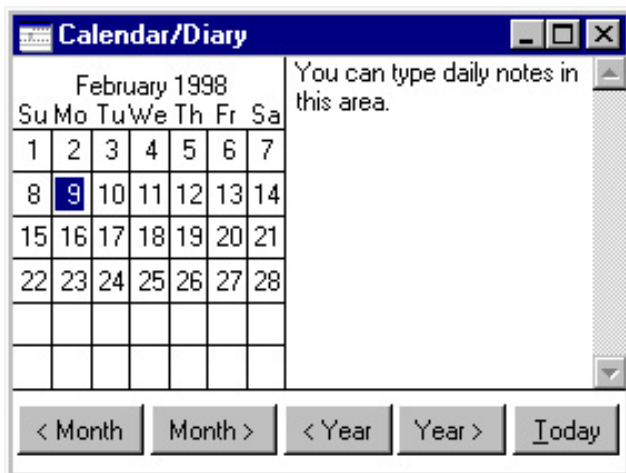 Calendar/Diary
February 1998
Su Mo Tu We Th Fr Sa
1 2 3 4 5 6 7
8 9 10 11 12 13 14
15 16 17 18 19 20 21
22 23 24 25 26 27 28
You can type daily notes in
this area.
< Month Month > < Year Year > Today